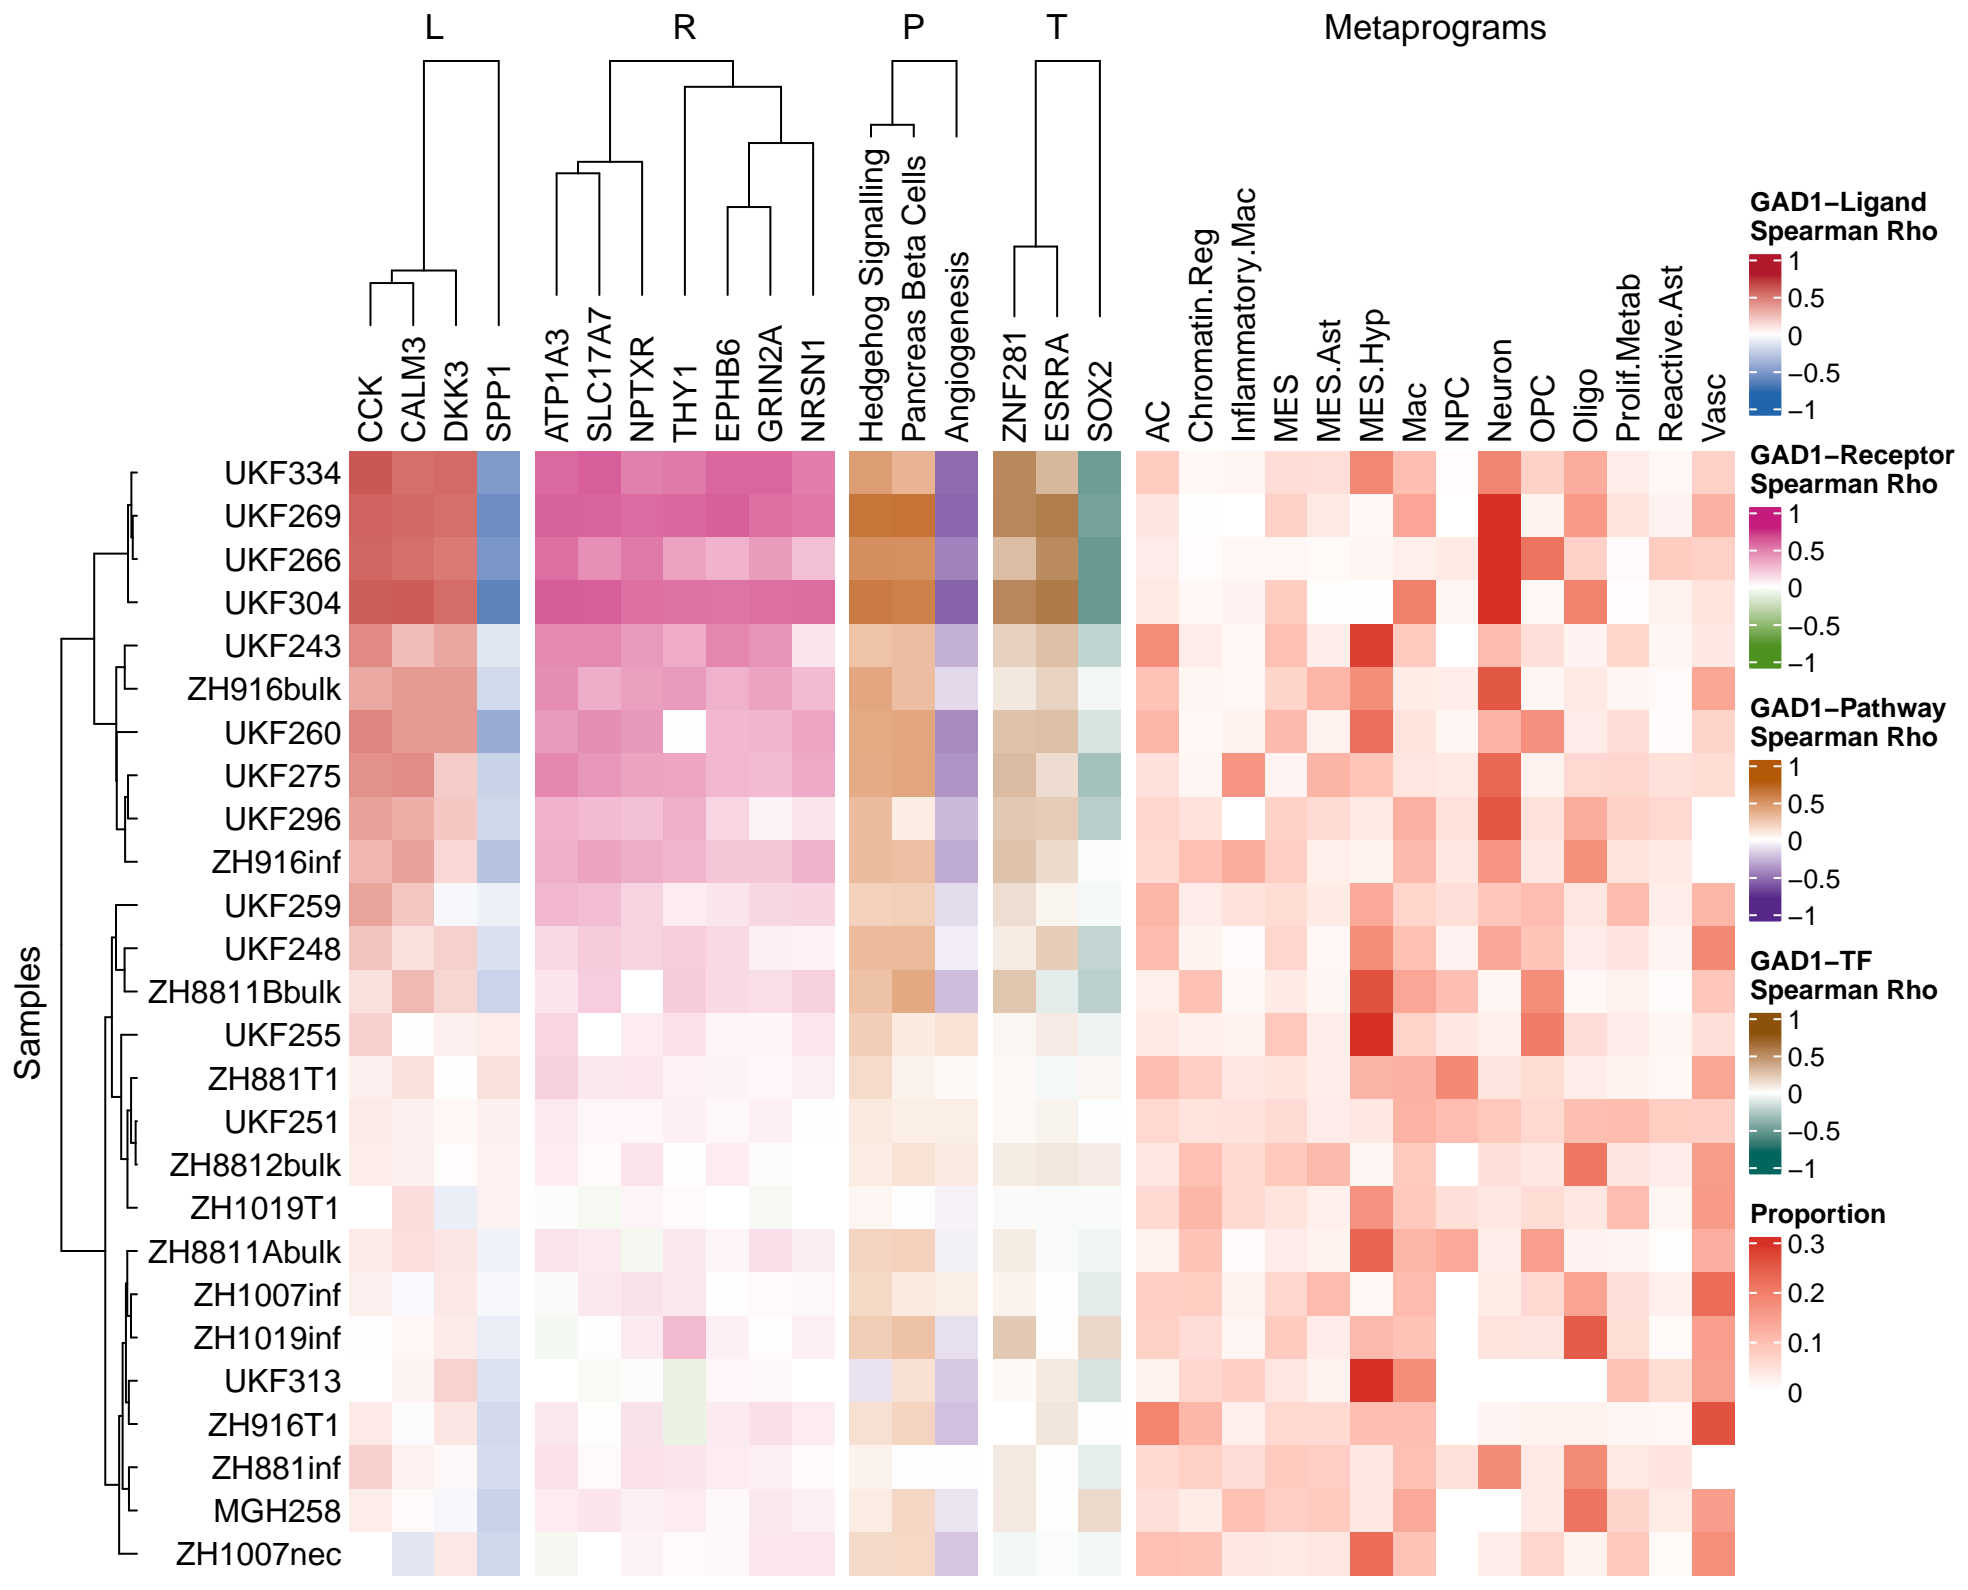 L
R
P
T
Metaprograms
CCK
CALM3
DKK3
SPP1
ATP1A3
SLC17A7
NPTXR
THY1
EPHB6
GRIN2A
NRSN1
Hedgehog Signalling
Pancreas Beta Cells
Angiogenesis
ZNF281
ESRRA
SOX2
AC
Chromatin.Reg
Inflammatory.Mac
MES
MES.Ast
MES.Hyp
Mac
NPC
Neuron
OPC
Oligo
Prolif.Metab
Reactive.Ast
Vasc
Samples
UKF334
UKF269
UKF266
UKF304
UKF243
ZH916bulk
UKF260
UKF275
UKF296
ZH916inf
UKF259
UKF248
ZH8811Bbulk
UKF255
ZH881T1
UKF251
ZH8812bulk
ZH1019T1
ZH8811Abulk
ZH1007inf
ZH1019inf
UKF313
ZH916T1
ZH881inf
MGH258
ZH1007nec
GAD1−Ligand
Spearman Rho
1
0.5
0
−0.5
−1
GAD1−Receptor
Spearman Rho
1
0.5
0
−0.5
−1
GAD1−Pathway
Spearman Rho
1
0.5
0
−0.5
−1
GAD1−TF
Spearman Rho
1
0.5
0
−0.5
−1
Proportion
0.3
0.2
0.1
0